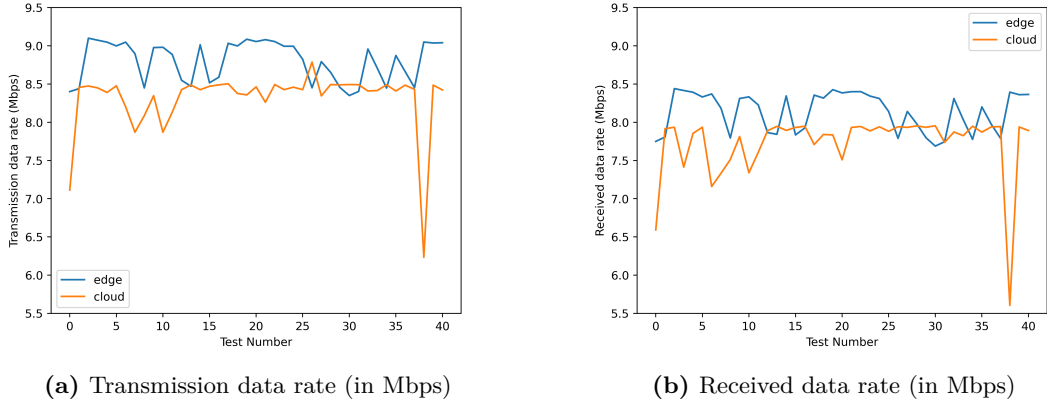 9.5
9.0
8.5
8.0
7.5
7.0
6.5
6.0
5.5
Transmission data rate (Mbps)
edge
cloud
0 5 10 15 20 25 30 35 40
Test Number
(a) Transmission data rate (in Mbps)
9.5
9.0
8.5
8.0
7.5
7.0
6.5
6.0
5.5
Received data rate (Mbps)
edge
cloud
0 5 10 15 20 25 30 35 40
Test Number
(b) Received data rate (in Mbps)